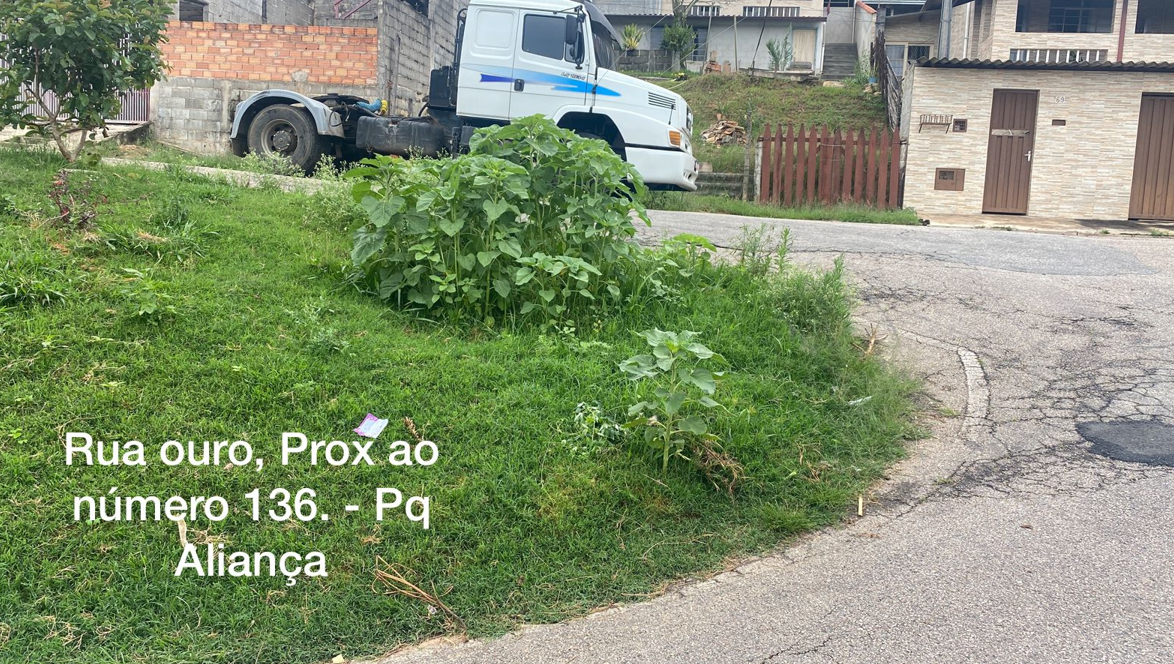 Rua ouro, Prox ao
número 136. - Pq
Aliança